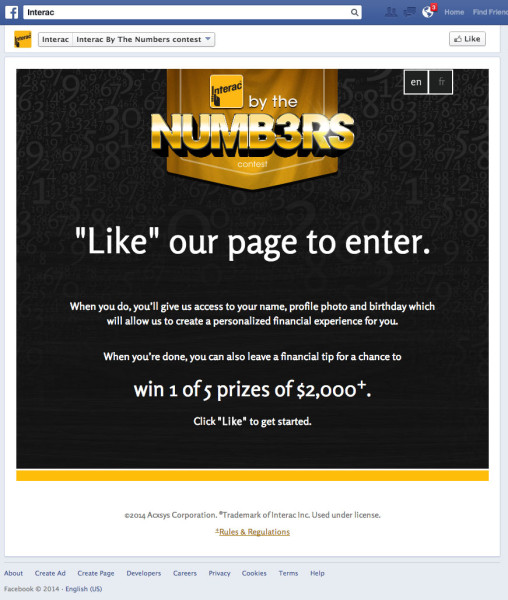 Interac
3
Home Find Frien
Interac
Interac Interac By The Numbers contest
Like
en fr
Interac
by the
NUMB3RS
contest
"Like" our page to enter.
When you do, you'll give us access to your name, profile photo and birthday which
will allow us to create a personalized financial experience for you.
When you're done, you can also leave a financial tip for a chance to
win 1 of 5 prizes of $2,000+.
Click "Like" to get started.
©2014 Acxsys Corporation. ®Trademark of Interac Inc. Used under license.
+Rules & Regulations
About Create Ad Create Page Developers Careers Privacy Cookies Terms Help
Facebook © 2014 · English (US)